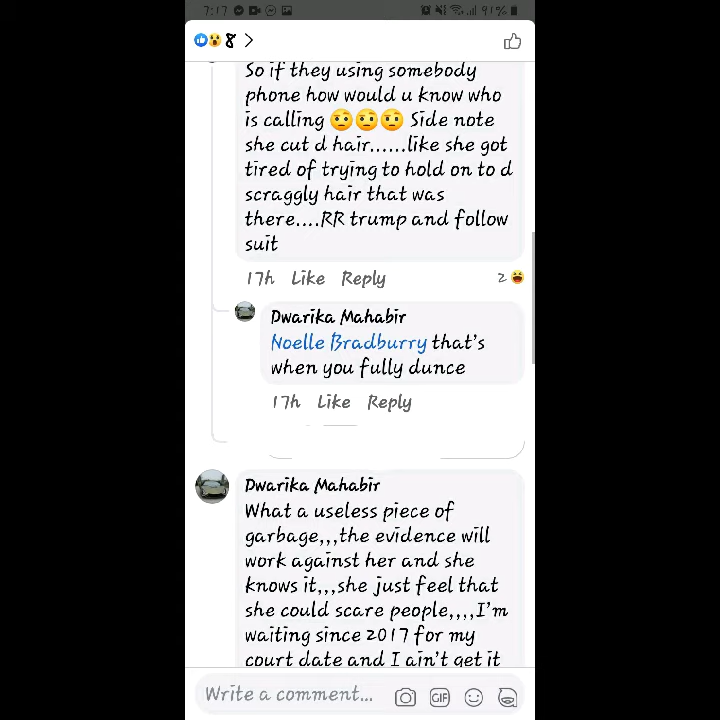 7:17
91%
8
So if they using somebody
phone how would u know who
is calling 🤨🤨🤨 Side note
she cut d hair......like she got
tired of trying to hold on to d
scraggly hair that was
there....RR trump and follow
suit
17h Like Reply 2
Dwarika Mahabir
Noelle Bradburry that's
when you fully dunce
17h Like Reply
Dwarika Mahabir
What a useless piece of
garbage,,,the evidence will
work against her and she
knows it,,,she just feel that
she could scare people,,,,I'm
waiting since 2017 for my
court date and I ain't get it
Write a comment...
GIF